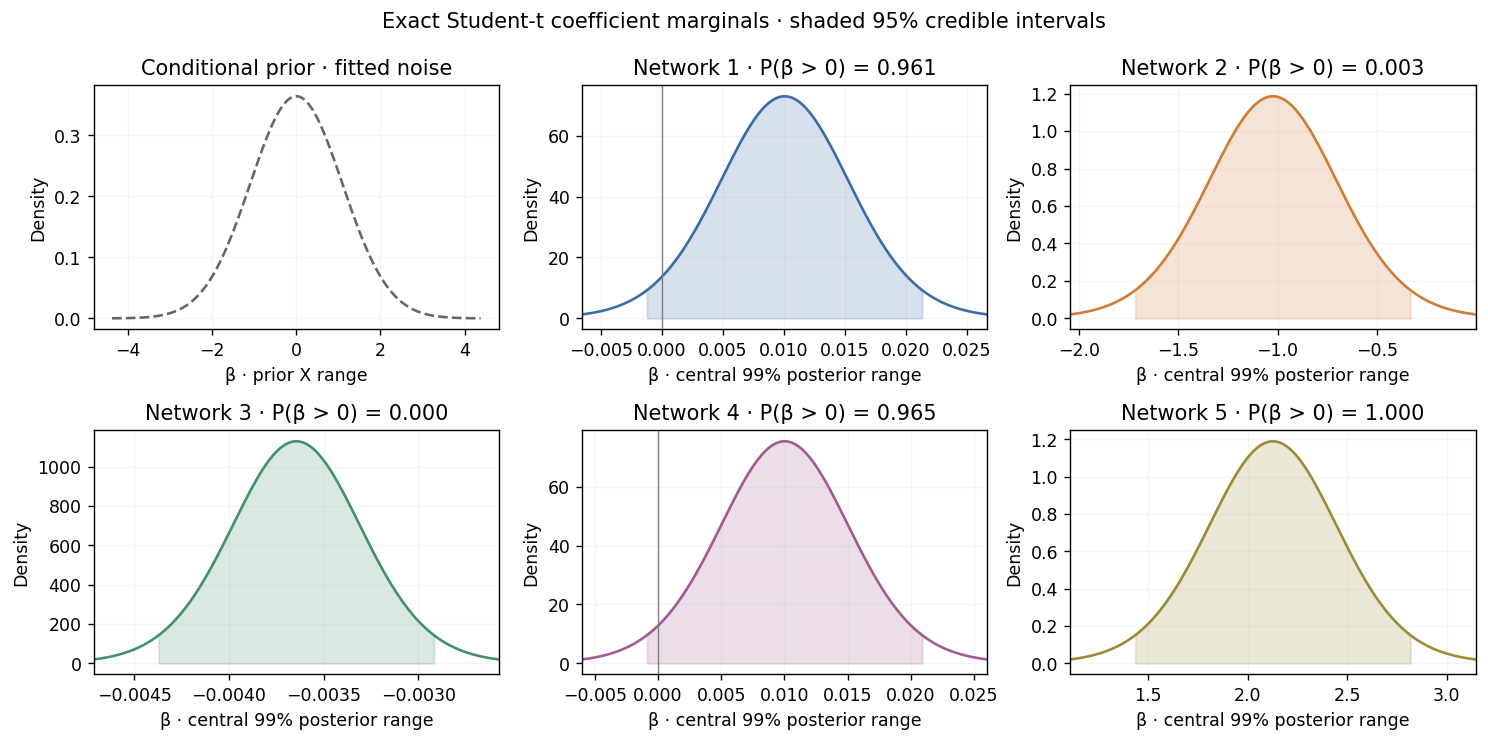 Exact Student-t coefficient marginals · shaded 95% credible intervals
Conditional prior · fitted noise
Density
0.3
0.2
0.1
0.0
−4 −2 0 2 4
β · prior X range
Network 1 · P(β > 0) = 0.961
Density
60
40
20
0
−0.005 0.000 0.005 0.010 0.015 0.020 0.025
β · central 99% posterior range
Network 2 · P(β > 0) = 0.003
Density
1.2
1.0
0.8
0.6
0.4
0.2
0.0
−2.0 −1.5 −1.0 −0.5
β · central 99% posterior range
Network 3 · P(β > 0) = 0.000
Density
1000
800
600
400
200
0
−0.0045 −0.0040 −0.0035 −0.0030
β · central 99% posterior range
Network 4 · P(β > 0) = 0.965
Density
60
40
20
0
−0.005 0.000 0.005 0.010 0.015 0.020 0.025
β · central 99% posterior range
Network 5 · P(β > 0) = 1.000
Density
1.2
1.0
0.8
0.6
0.4
0.2
0.0
1.5 2.0 2.5 3.0
β · central 99% posterior range